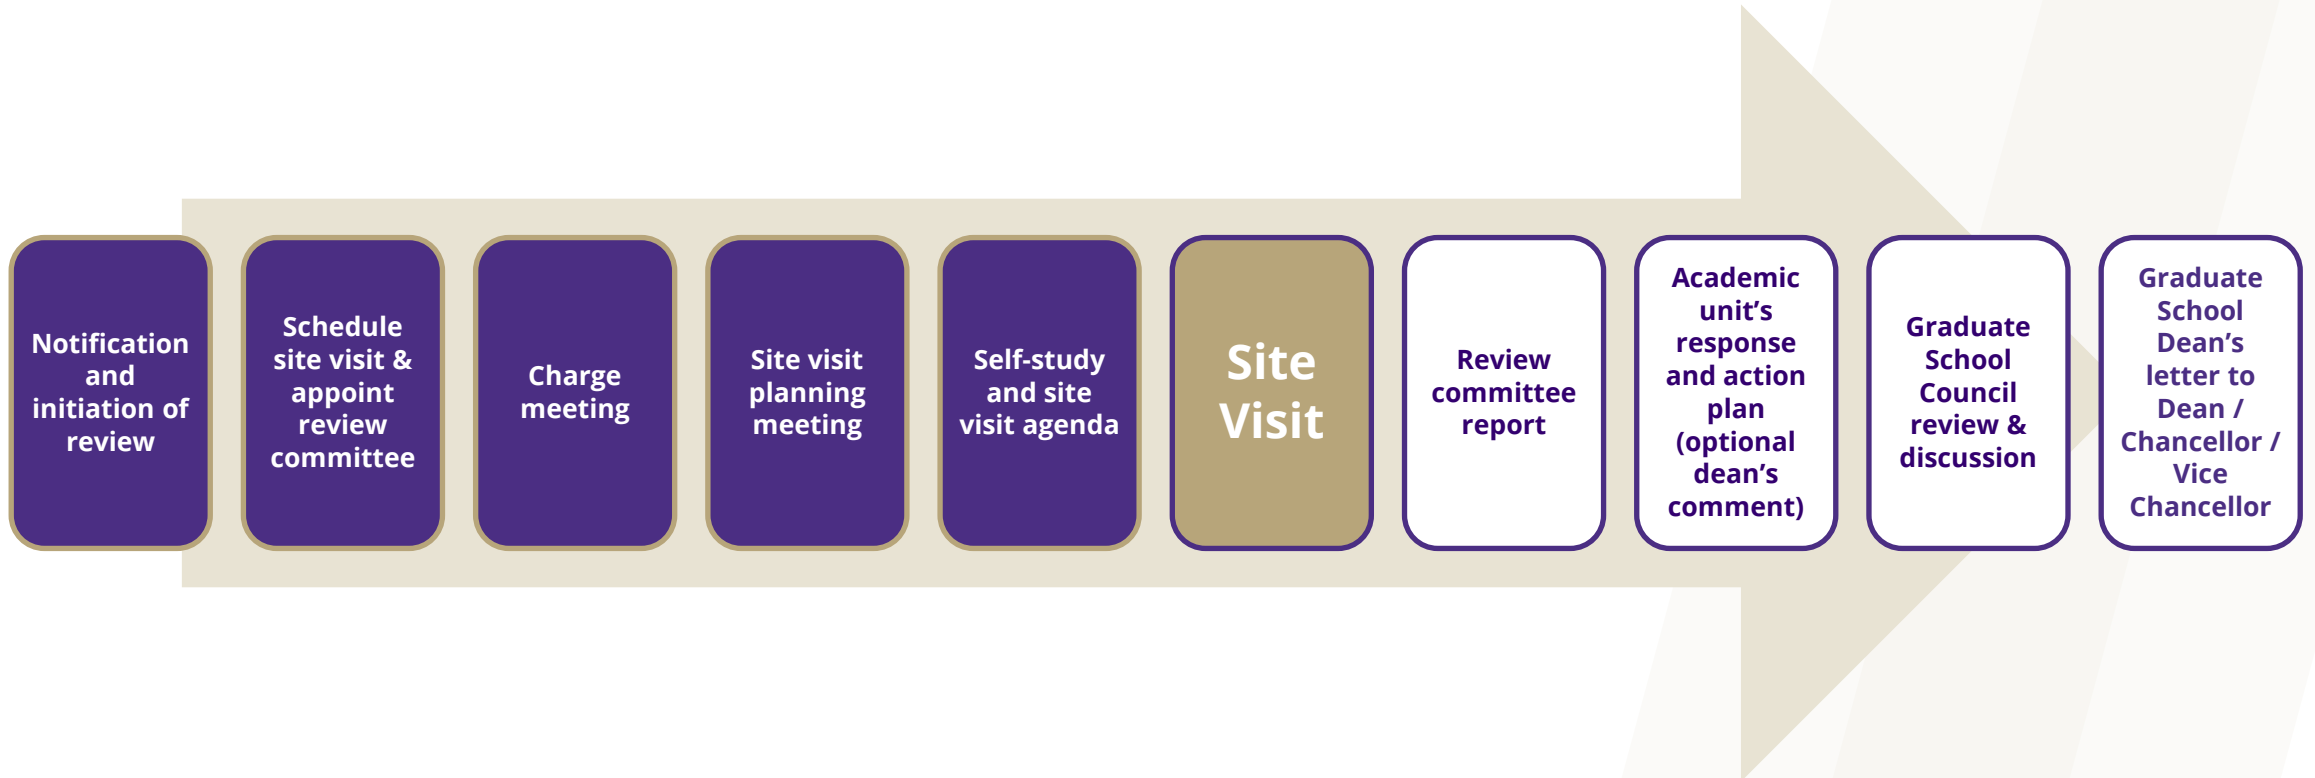 Notification
and
initiation of
review
Schedule
site visit &
appoint
review
committee
Charge
meeting
Site visit
planning
meeting
Self-study
and site
visit agenda
Site
Visit
Review
committee
report
Academic
unit’s
response
and action
plan
(optional
dean’s
comment)
Graduate
School
Council
review &
discussion
Graduate
School
Dean’s
letter to
Dean /
Chancellor /
Vice
Chancellor